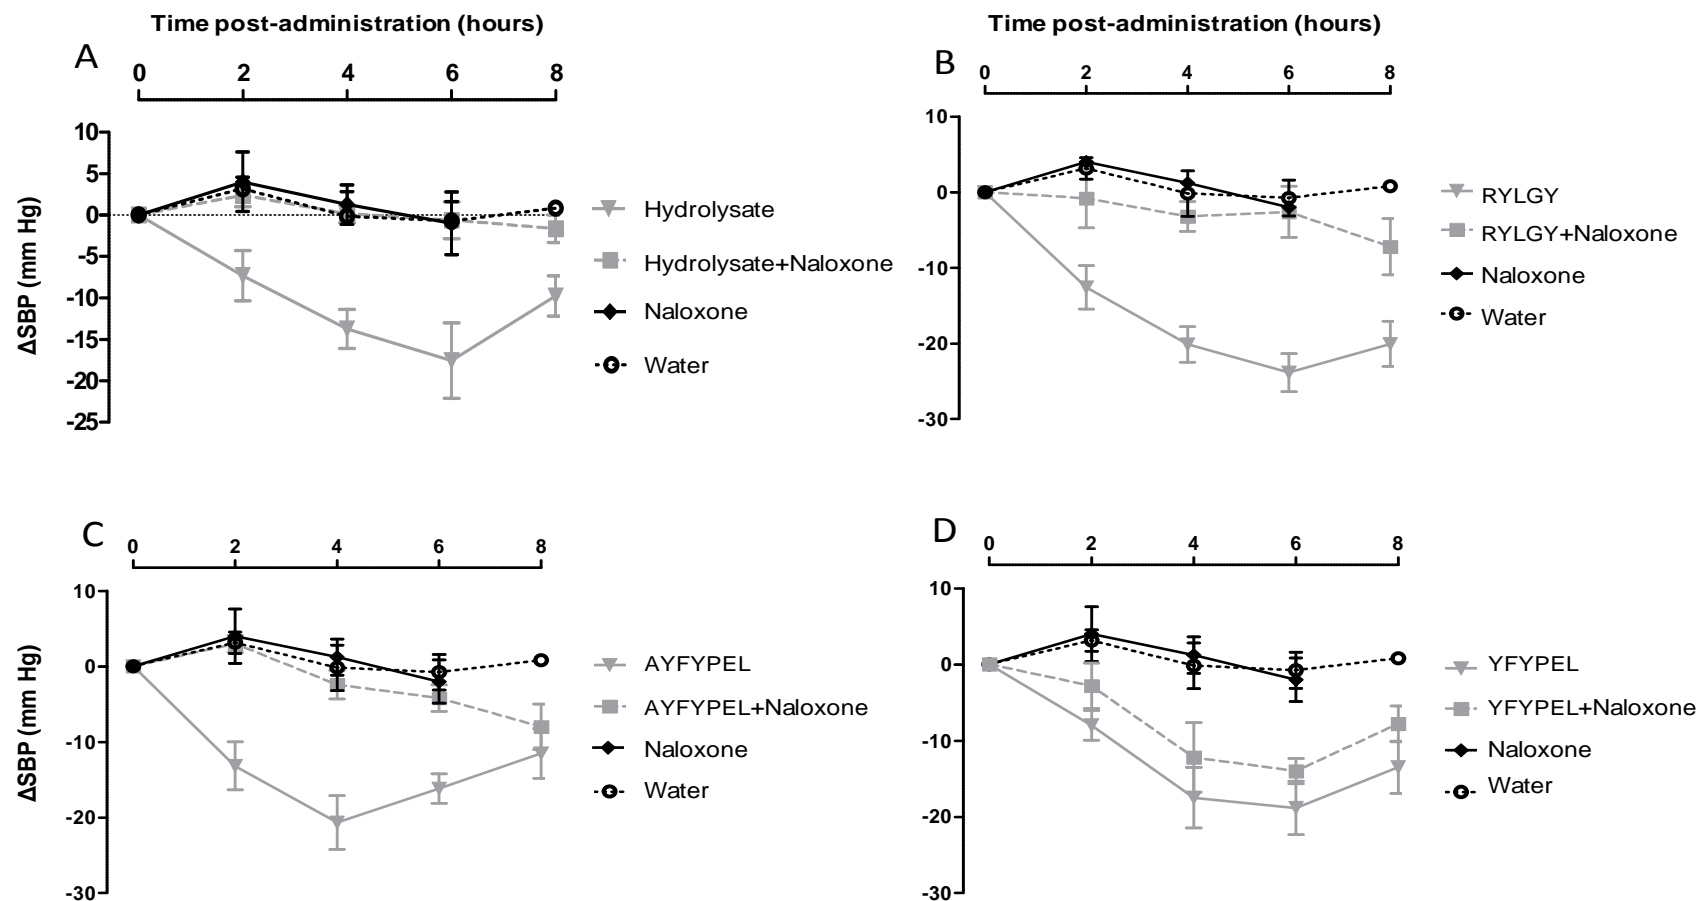 Time post-administration (hours)
A
0 2 4 6 8
10
5
0
-5
-10
-15
-20
-25
ΔSBP (mm Hg)
Hydrolysate
Hydrolysate+Naloxone
Naloxone
Water
Time post-administration (hours)
B
0 2 4 6 8
10
0
-10
-20
-30
RYLGY
RYLGY+Naloxone
Naloxone
Water
C
0 2 4 6 8
10
0
-10
-20
-30
ΔSBP (mm Hg)
AYFYPEL
AYFYPEL+Naloxone
Naloxone
Water
D
0 2 4 6 8
10
0
-10
-20
-30
YFYPEL
YFYPEL+Naloxone
Naloxone
Water